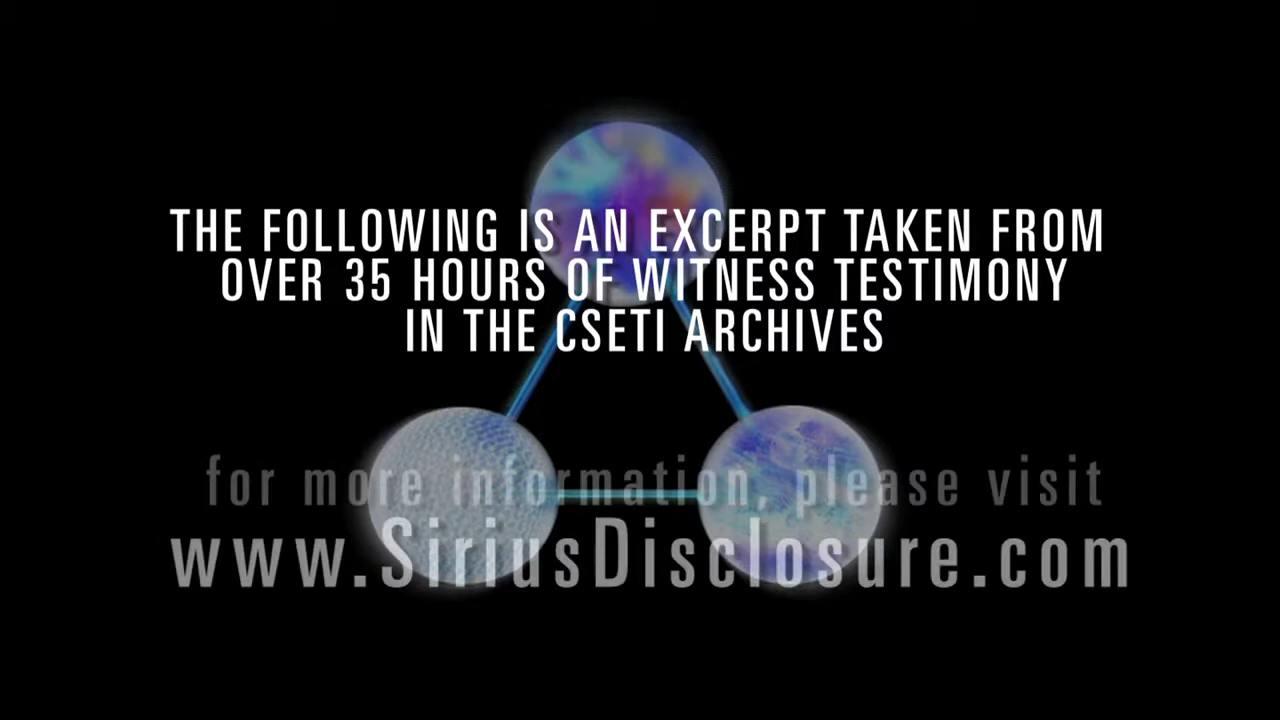 THE FOLLOWING IS AN EXCERPT TAKEN FROM
OVER 35 HOURS OF WITNESS TESTIMONY
IN THE CSETI ARCHIVES
for more information, please visit
www.SiriusDisclosure.com